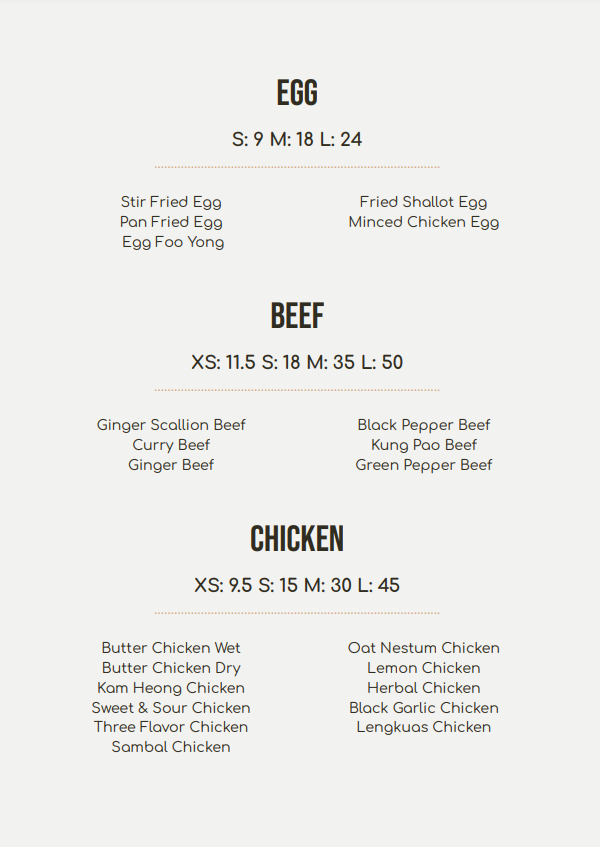 EGG
S: 9 M: 18 L: 24
Stir Fried Egg
Pan Fried Egg
Egg Foo Yong
Fried Shallot Egg
Minced Chicken Egg
BEEF
XS: 11.5 S: 18 M: 35 L: 50
Ginger Scallion Beef
Curry Beef
Ginger Beef
Black Pepper Beef
Kung Pao Beef
Green Pepper Beef
CHICKEN
XS: 9.5 S: 15 M: 30 L: 45
Butter Chicken Wet
Butter Chicken Dry
Kam Heong Chicken
Sweet & Sour Chicken
Three Flavor Chicken
Sambal Chicken
Oat Nestum Chicken
Lemon Chicken
Herbal Chicken
Black Garlic Chicken
Lengkuas Chicken